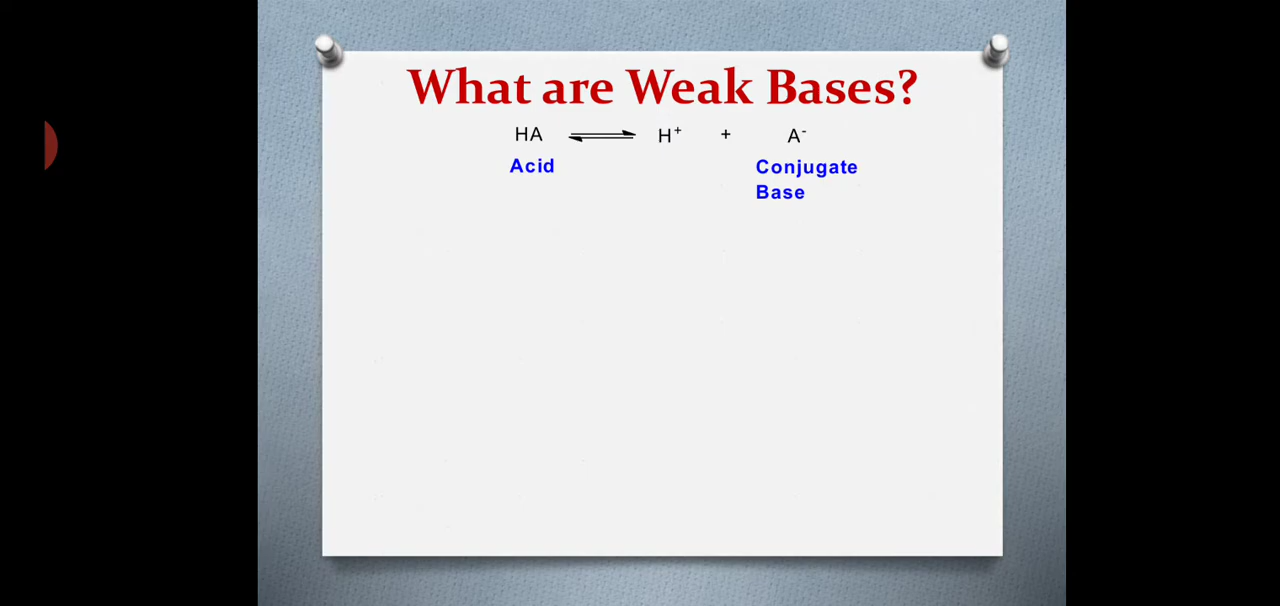 What are Weak Bases?
HA ⇌ H⁺ + A⁻
Acid Conjugate
Base